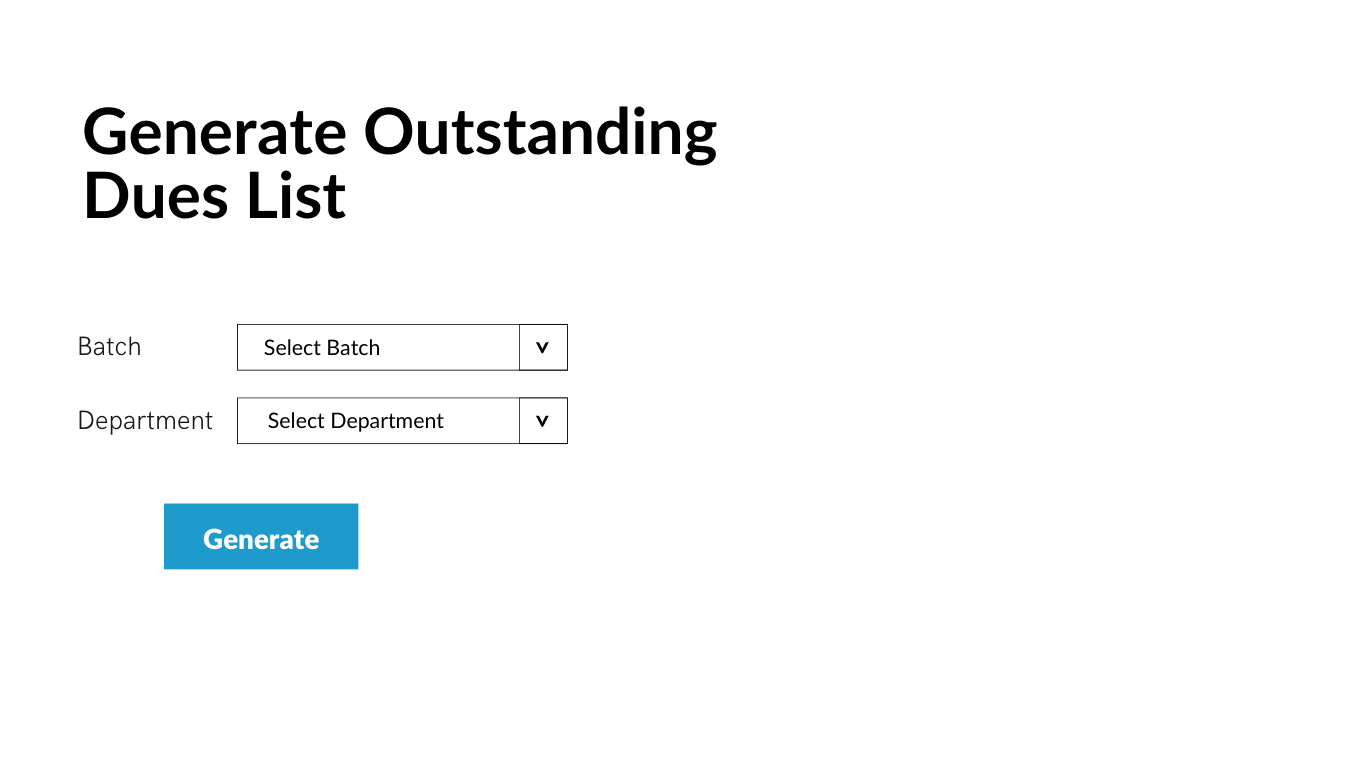 Generate Outstanding
Dues List
Batch Select Batch v
Department Select Department v
Generate